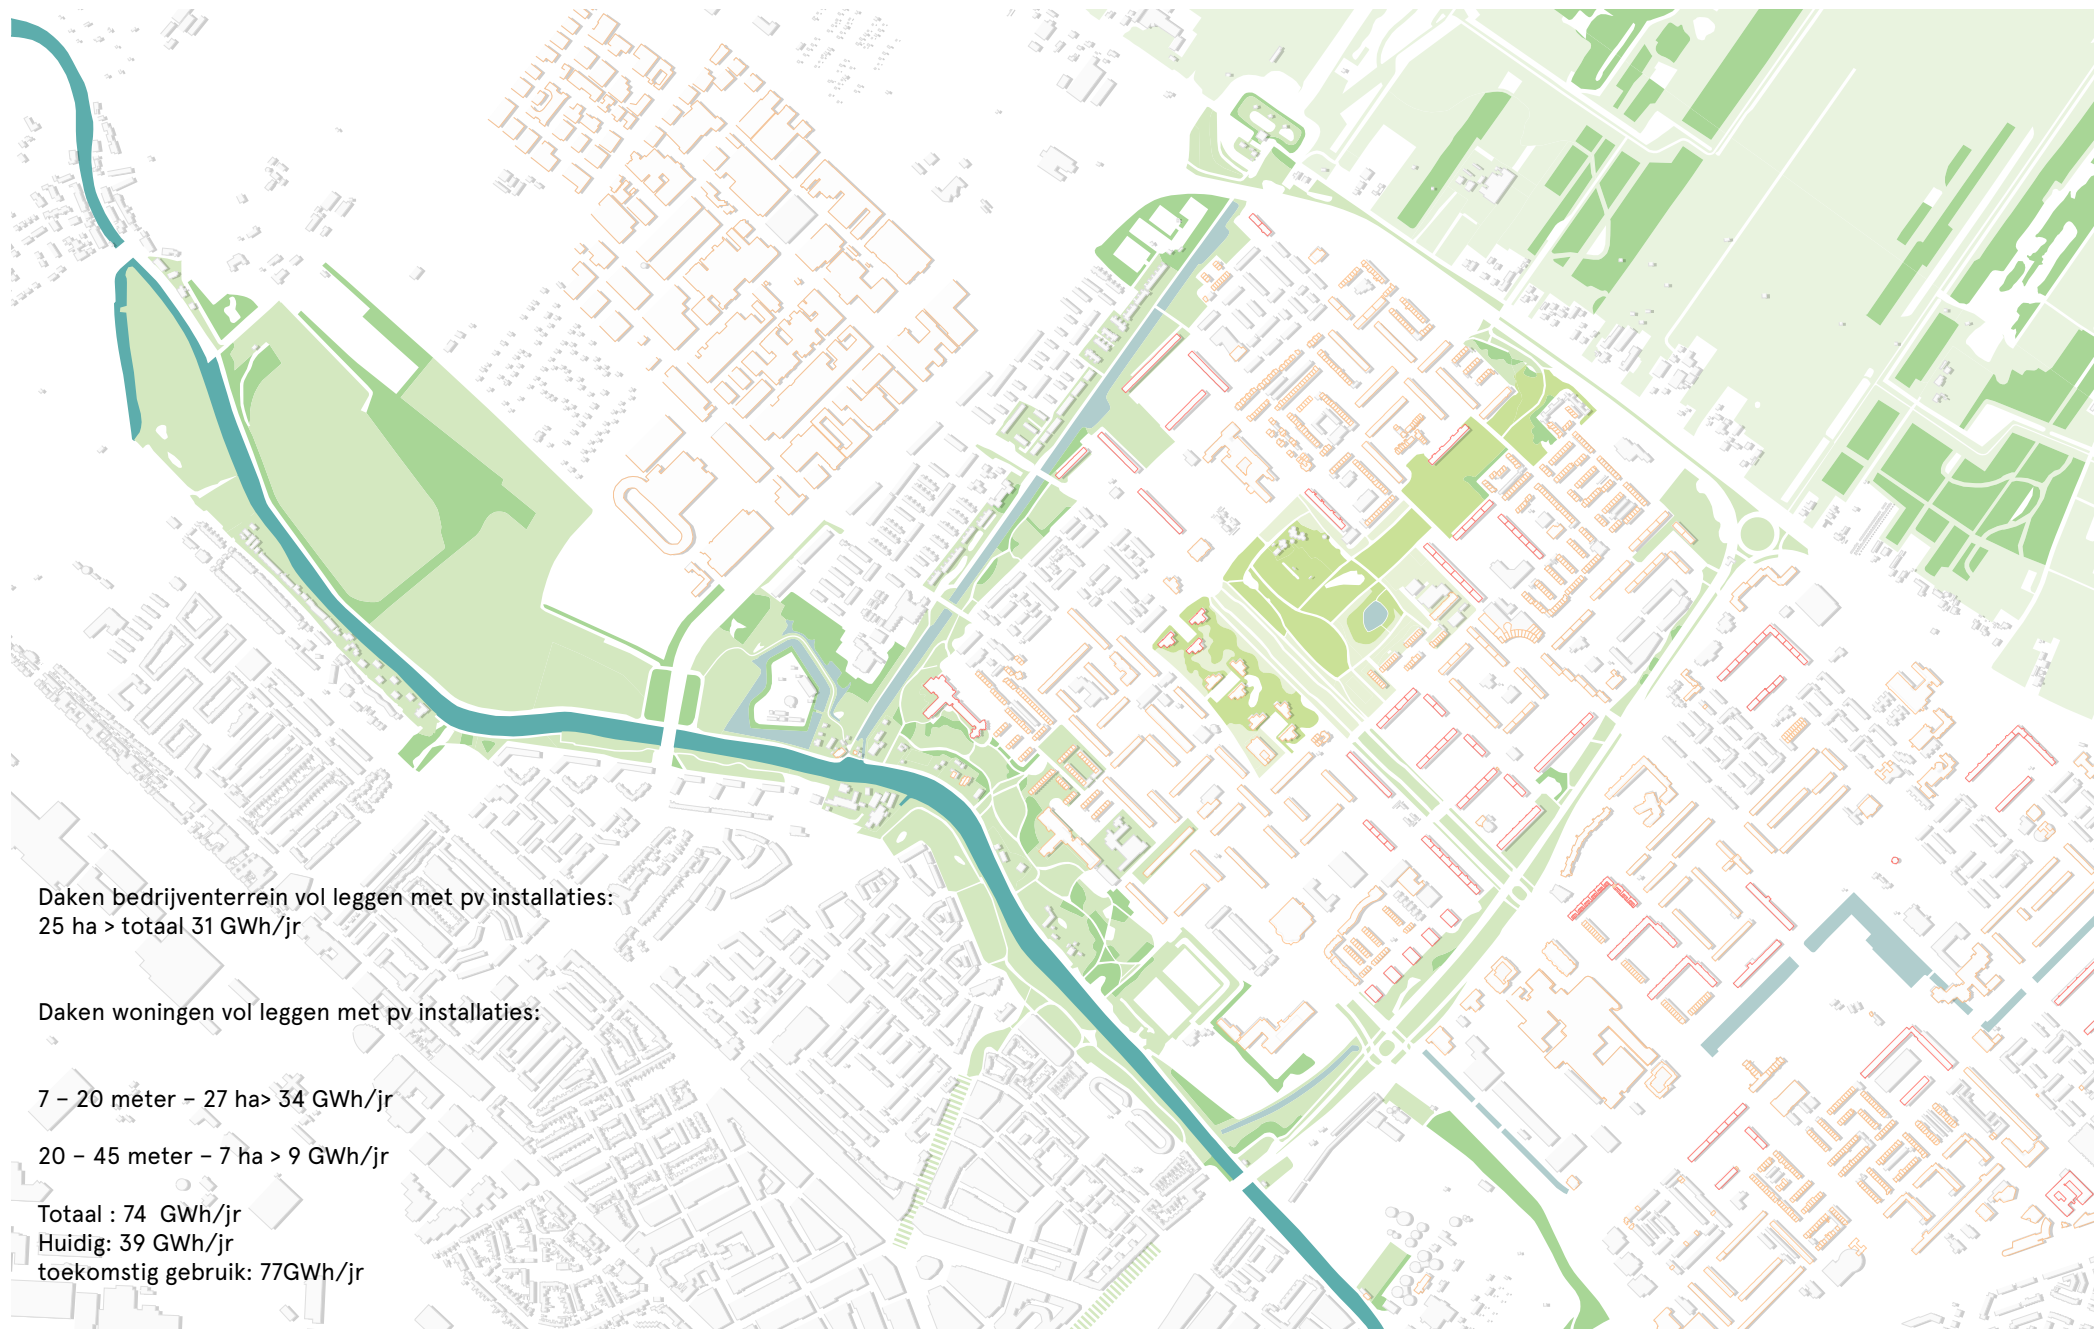 Daken bedrijventerrein vol leggen met pv installaties:
25 ha > totaal 31 GWh/jr
Daken woningen vol leggen met pv installaties:
7 – 20 meter – 27 ha> 34 GWh/jr
20 – 45 meter – 7 ha > 9 GWh/jr
Totaal : 74  GWh/jr
Huidig: 39 GWh/jr
toekomstig gebruik: 77GWh/jr